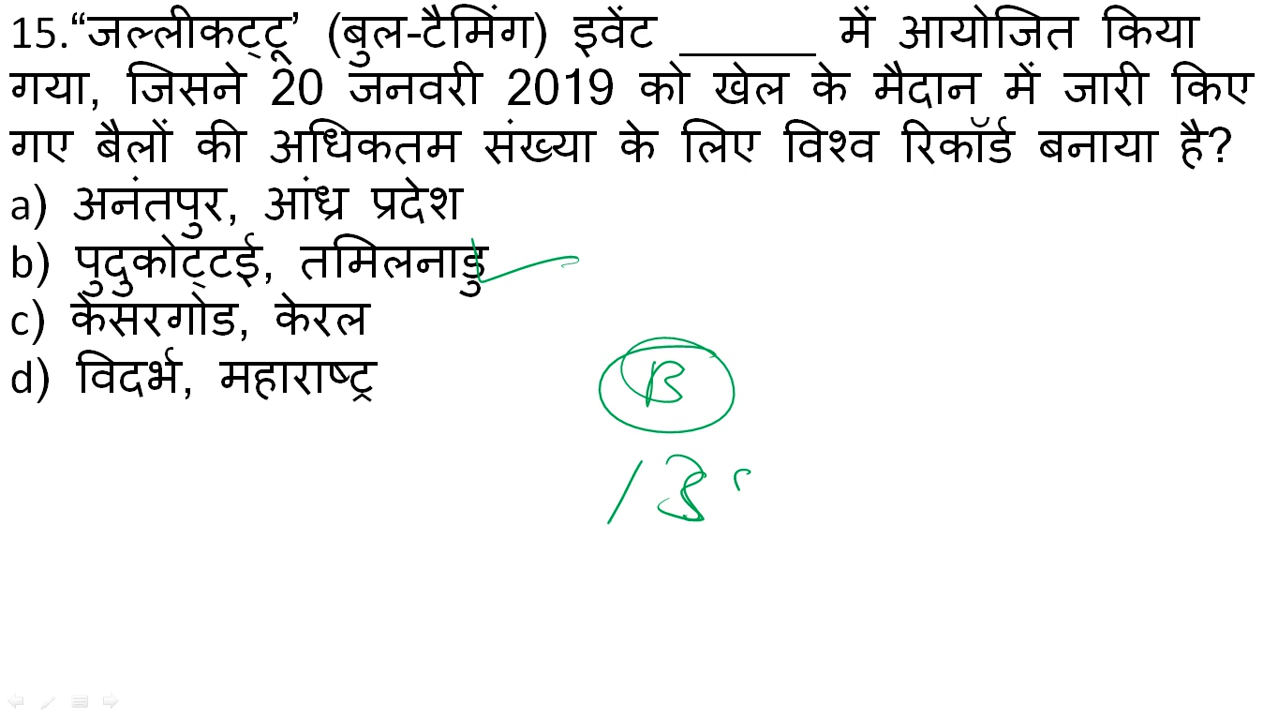 15.“जल्लीकट्टू’ (बुल-टैमिंग) इवेंट ______ में आयोजित किया
गया, जिसने 20 जनवरी 2019 को खेल के मैदान में जारी किए
गए बैलों की अधिकतम संख्या के लिए विश्व रिकॉर्ड बनाया है?
a) अनंतपुर, आंध्र प्रदेश
b) पुदुकोट्टई, तमिलनाडु
c) केसरगोड, केरल
d) विदर्भ, महाराष्ट्र
B